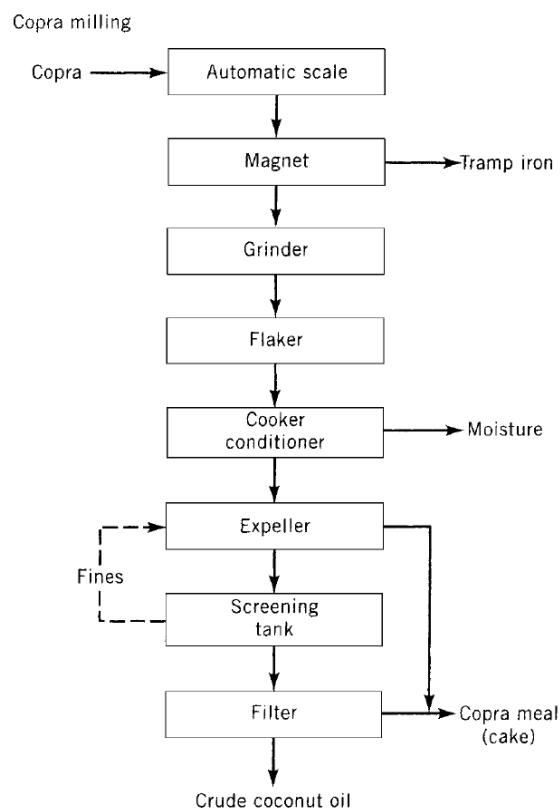 Copra milling
Copra
Automatic scale
Magnet
Tramp iron
Grinder
Flaker
Cooker
conditioner
Moisture
Expeller
Fines
Screening
tank
Filter
Copra meal
(cake)
Crude coconut oil